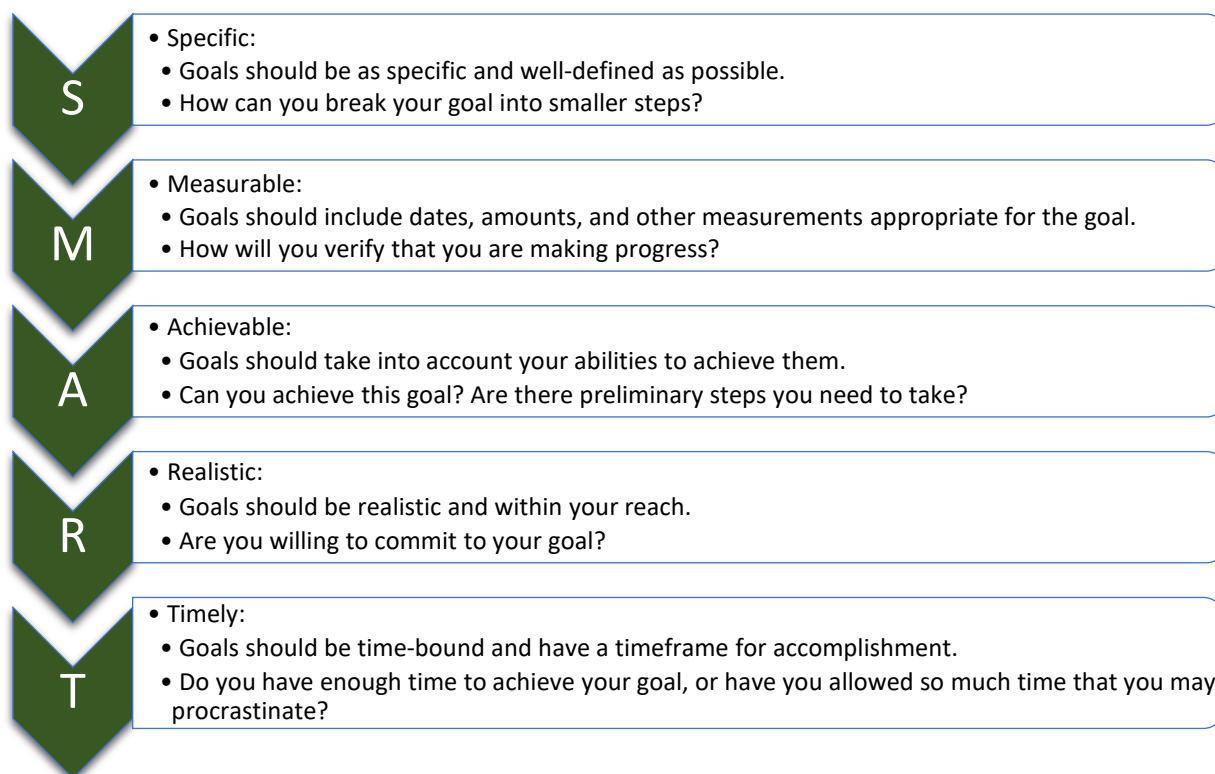 S
• Specific:
• Goals should be as specific and well-defined as possible.
• How can you break your goal into smaller steps?
M
• Measurable:
• Goals should include dates, amounts, and other measurements appropriate for the goal.
• How will you verify that you are making progress?
A
• Achievable:
• Goals should take into account your abilities to achieve them.
• Can you achieve this goal? Are there preliminary steps you need to take?
R
• Realistic:
• Goals should be realistic and within your reach.
• Are you willing to commit to your goal?
T
• Timely:
• Goals should be time-bound and have a timeframe for accomplishment.
• Do you have enough time to achieve your goal, or have you allowed so much time that you may
procrastinate?